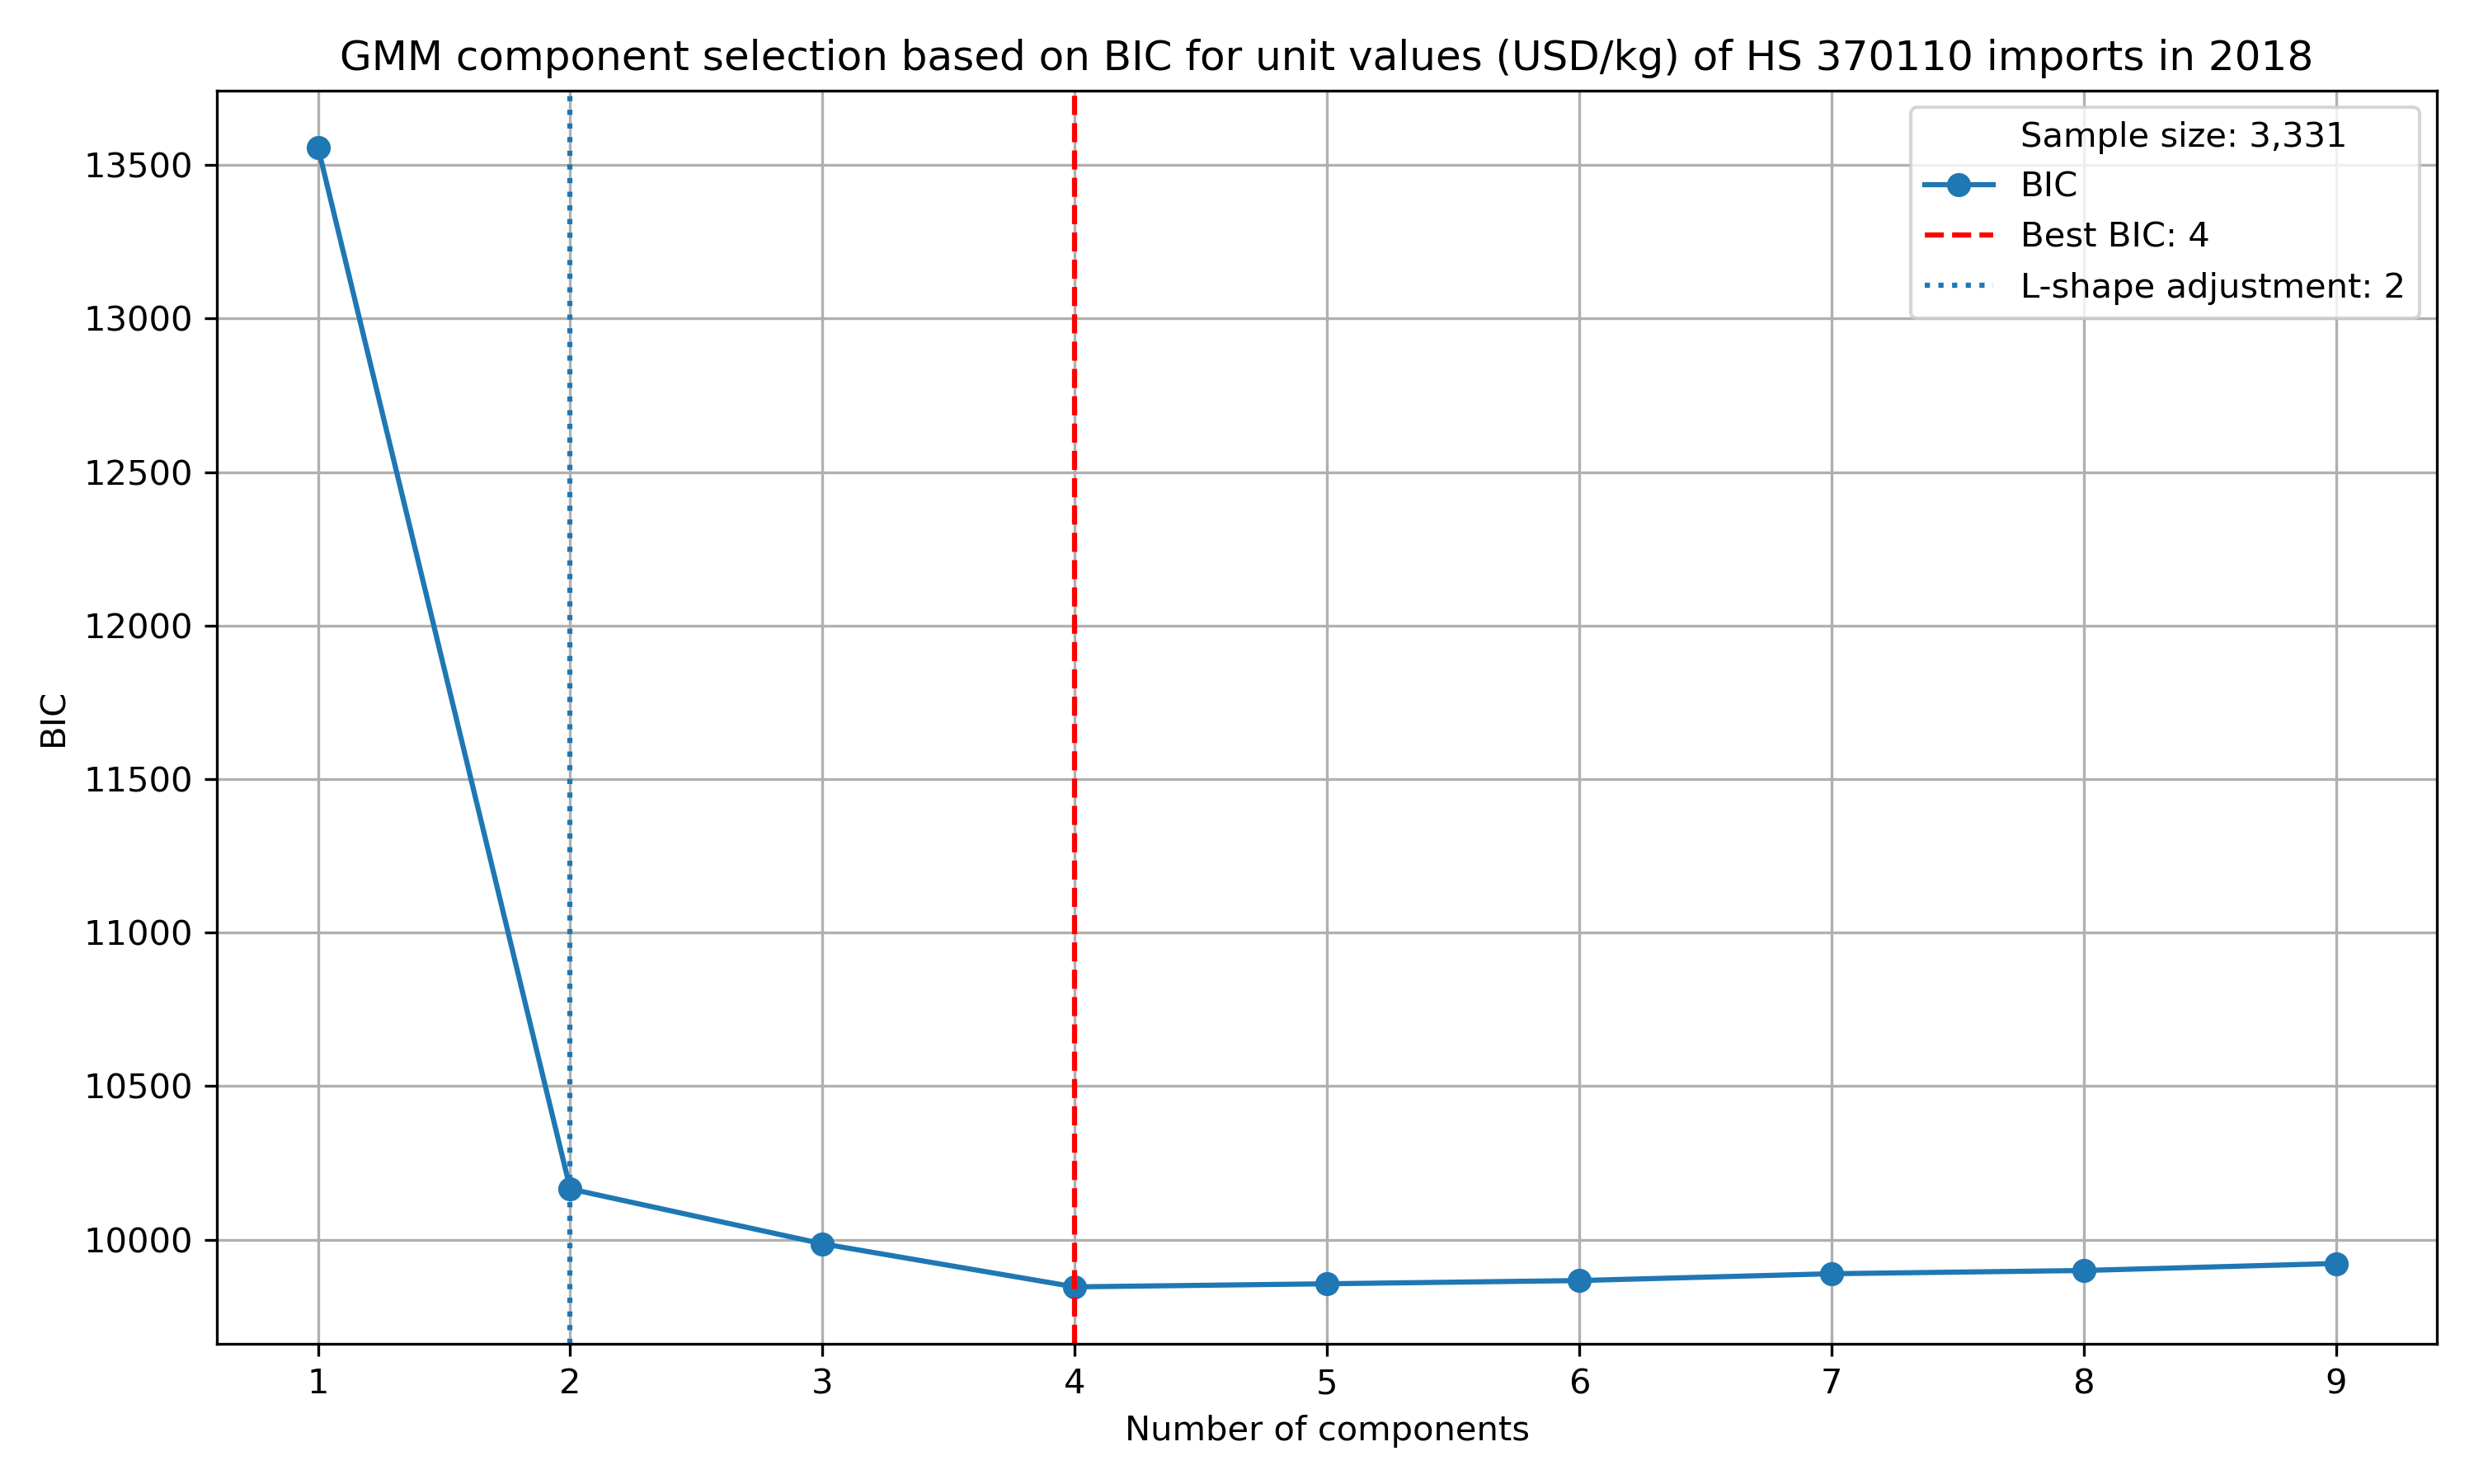 GMM component selection based on BIC for unit values (USD/kg) of HS 370110 imports in 2018
Sample size: 3,331
BIC
Best BIC: 4
L-shape adjustment: 2
13500
13000
12500
12000
11500
11000
10500
10000
BIC
1 2 3 4 5 6 7 8 9
Number of components